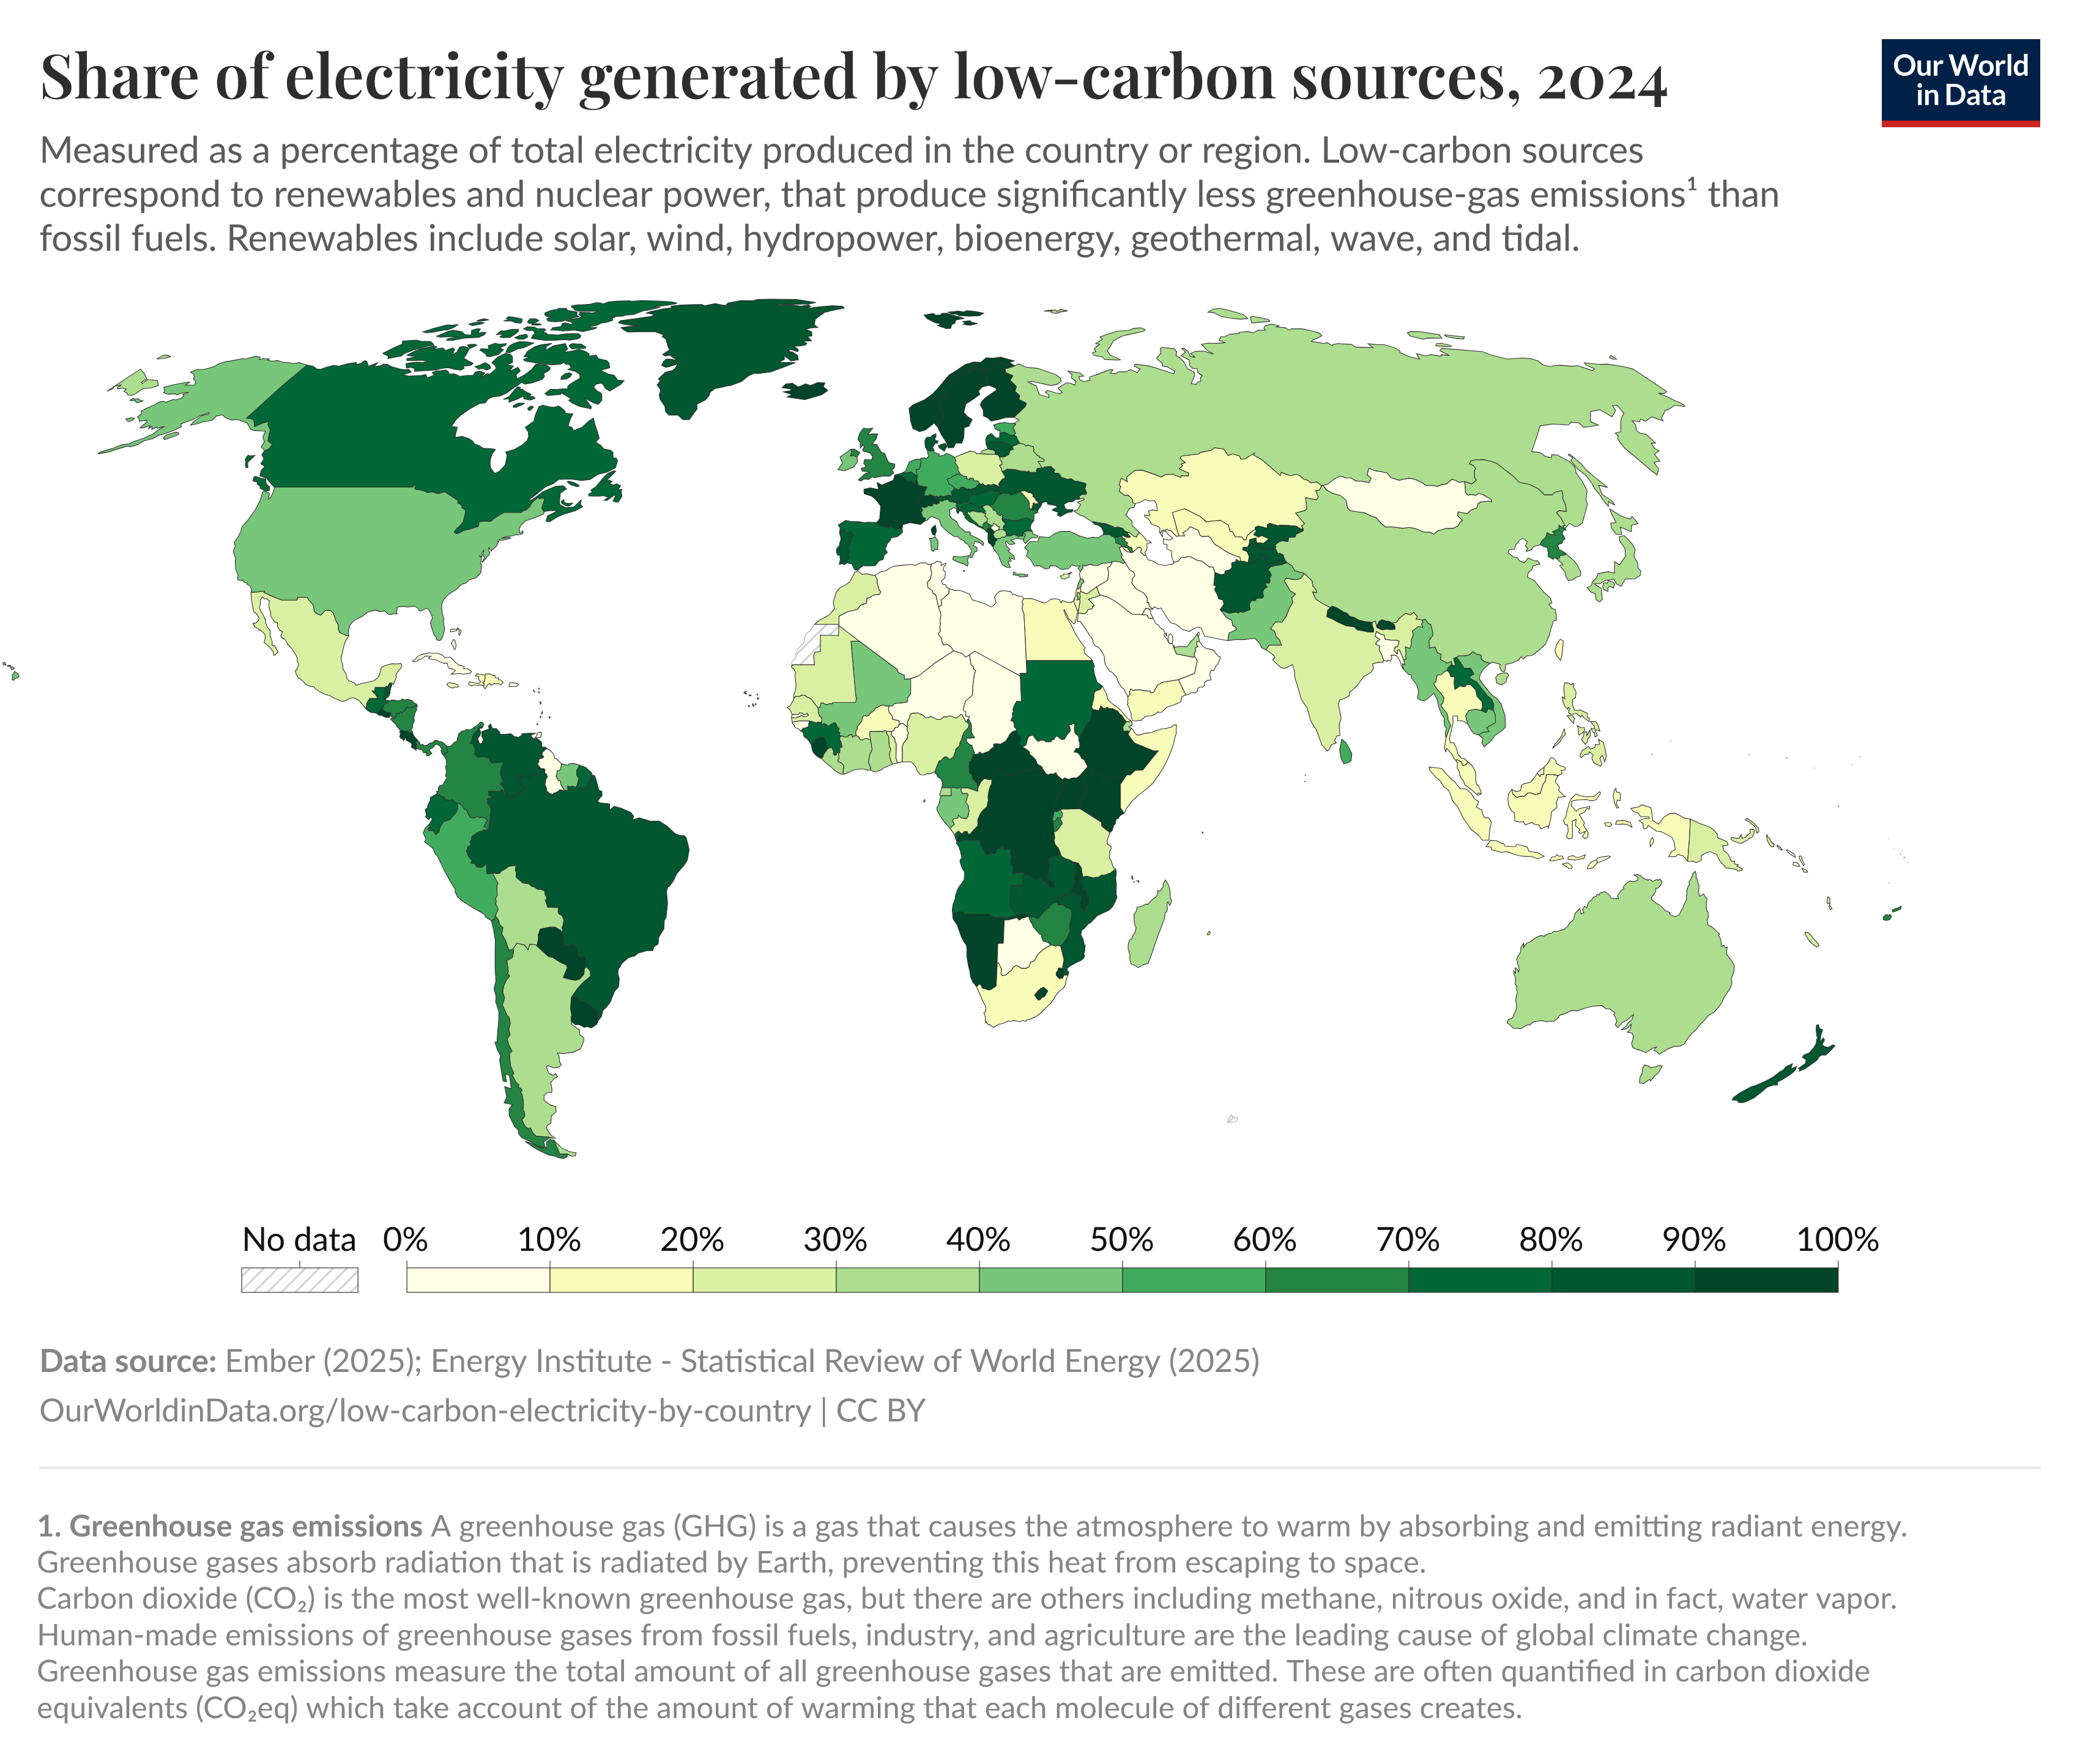 Share of electricity generated by low-carbon sources, 2024
Our World
in Data
Measured as a percentage of total electricity produced in the country or region. Low-carbon sources
correspond to renewables and nuclear power, that produce significantly less greenhouse-gas emissions¹ than
fossil fuels. Renewables include solar, wind, hydropower, bioenergy, geothermal, wave, and tidal.
No data 0% 10% 20% 30% 40% 50% 60% 70% 80% 90% 100%
Data source: Ember (2025); Energy Institute - Statistical Review of World Energy (2025)
OurWorldinData.org/low-carbon-electricity-by-country | CC BY
1. Greenhouse gas emissions A greenhouse gas (GHG) is a gas that causes the atmosphere to warm by absorbing and emitting radiant energy.
Greenhouse gases absorb radiation that is radiated by Earth, preventing this heat from escaping to space.
Carbon dioxide (CO₂) is the most well-known greenhouse gas, but there are others including methane, nitrous oxide, and in fact, water vapor.
Human-made emissions of greenhouse gases from fossil fuels, industry, and agriculture are the leading cause of global climate change.
Greenhouse gas emissions measure the total amount of all greenhouse gases that are emitted. These are often quantified in carbon dioxide
equivalents (CO₂eq) which take account of the amount of warming that each molecule of different gases creates.